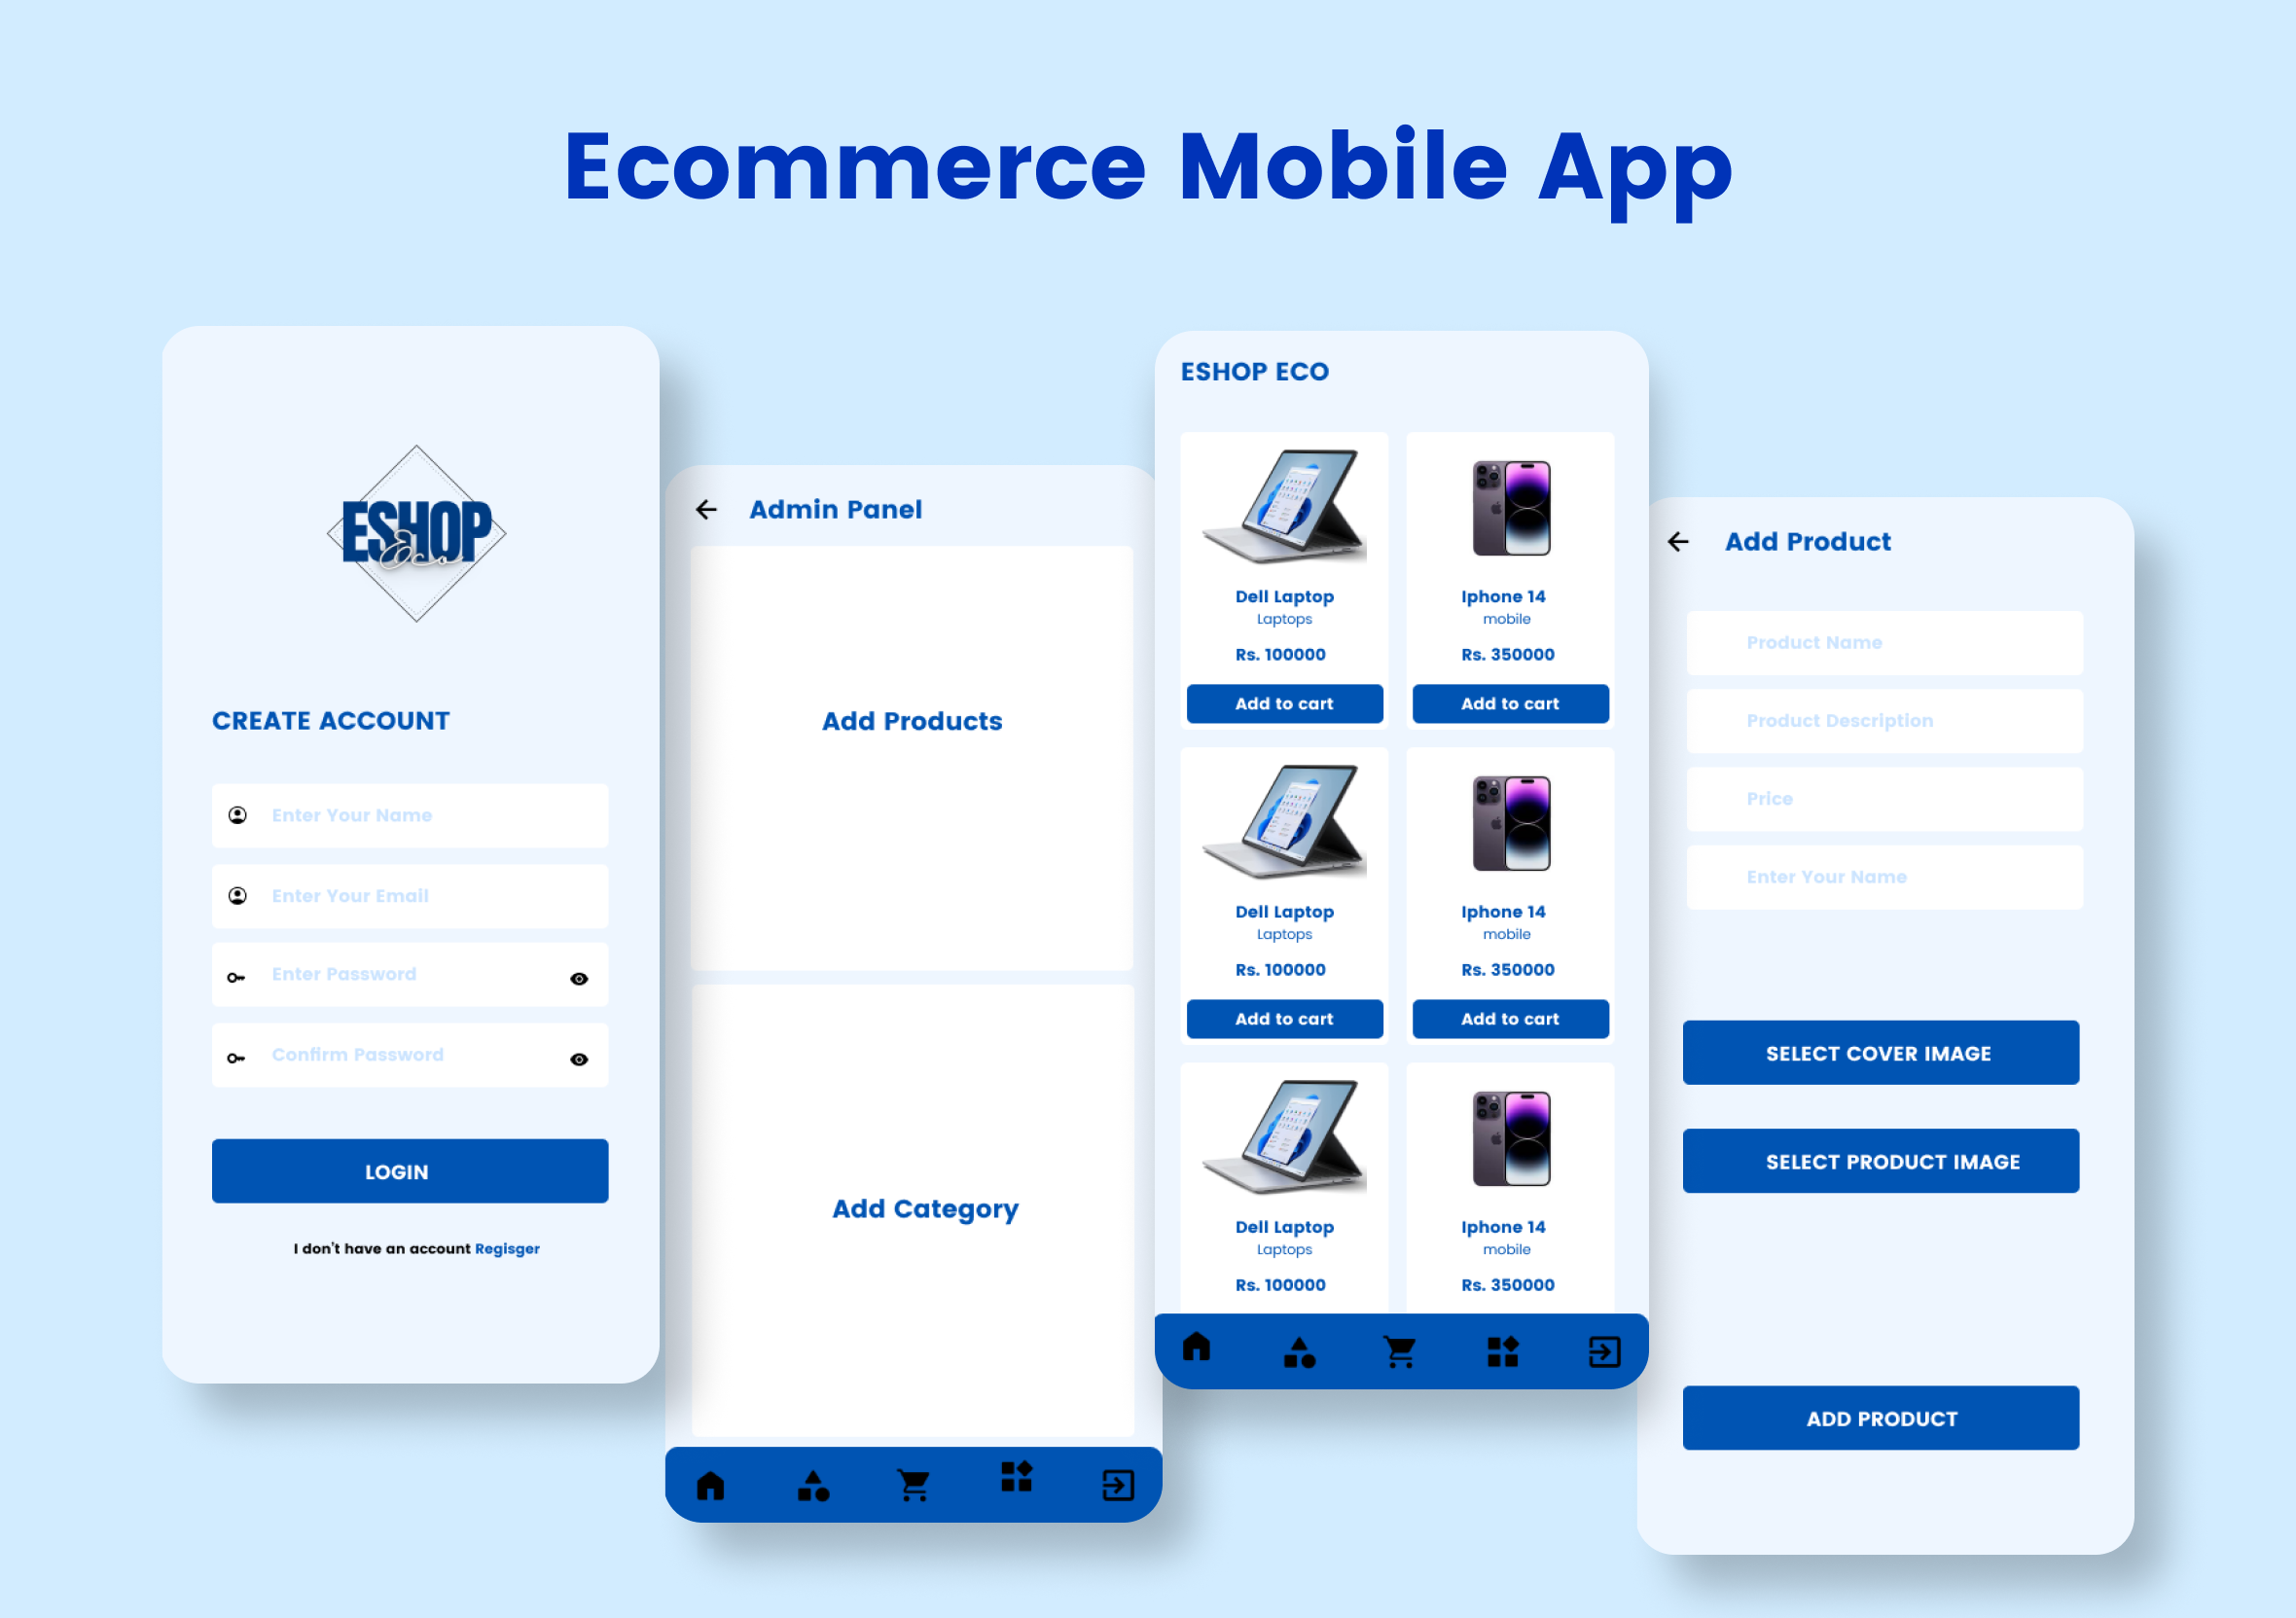 Ecommerce Mobile App
ESHOP
Eco
CREATE ACCOUNT
Enter Your Name
Enter Your Email
Enter Password
Confirm Password
LOGIN
I don't have an account Regisger
Admin Panel
Add Products
Add Category
ESHOP ECO
Dell Laptop
Laptops
Rs. 100000
Add to cart
Iphone 14
mobile
Rs. 350000
Add to cart
Dell Laptop
Laptops
Rs. 100000
Add to cart
Iphone 14
mobile
Rs. 350000
Add to cart
Dell Laptop
Laptops
Rs. 100000
Iphone 14
mobile
Rs. 350000
Add Product
Product Name
Product Description
Price
Enter Your Name
SELECT COVER IMAGE
SELECT PRODUCT IMAGE
ADD PRODUCT